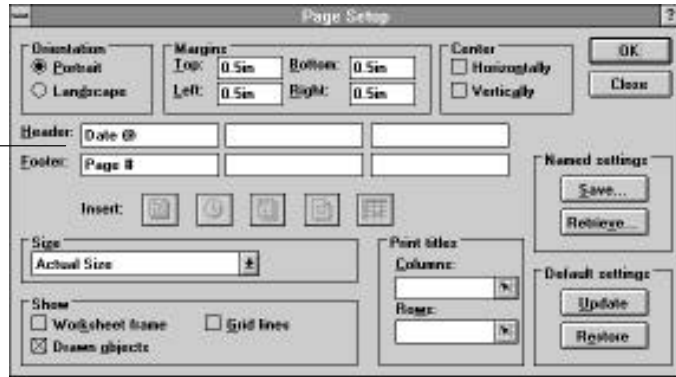 Page Setup
?
Orientation
Portrait
Landscape
Margins
Top: 0.5in Bottom: 0.5in
Left: 0.5in Right: 0.5in
Center
Horizontally
Vertically
OK
Close
Header: Date @
Footer: Page #
Insert:
Named settings
Save...
Retrieve...
Size
Actual Size
Print titles
Columns:
Rows:
Default settings
Update
Restore
Show
Worksheet frame Grid lines
Drawn objects